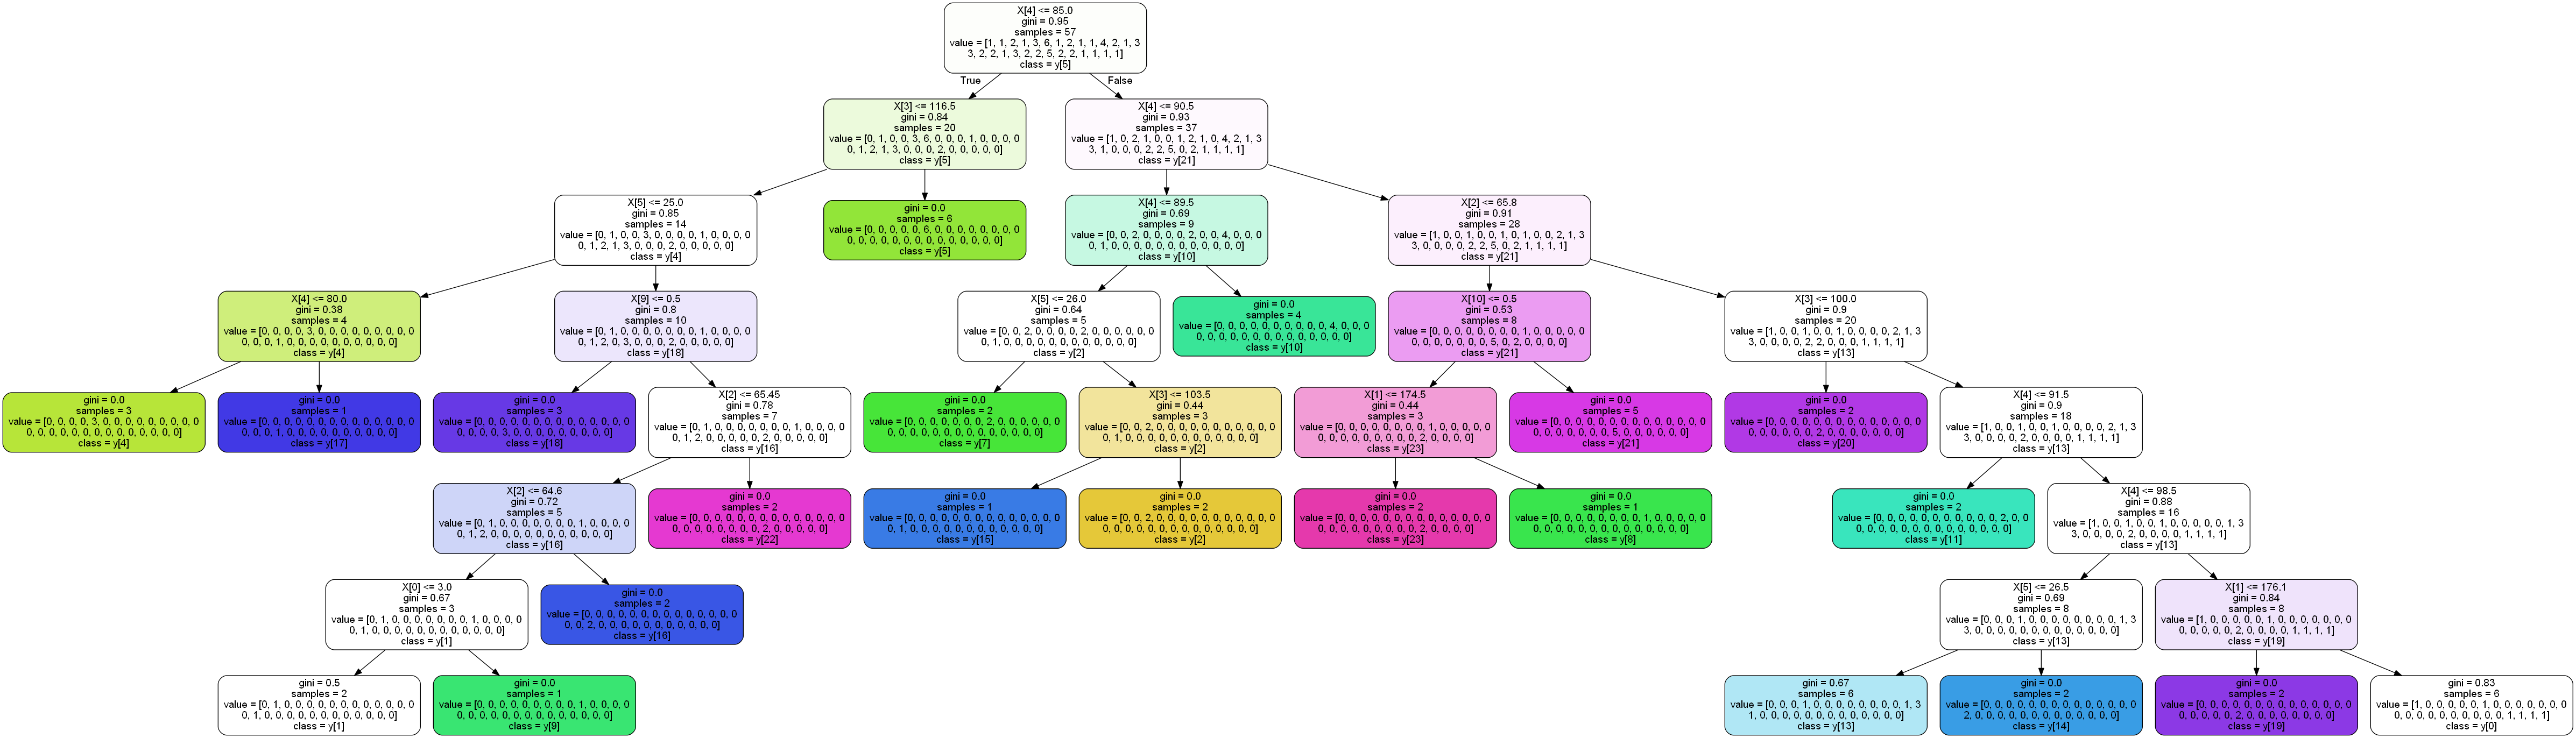 X[4] <= 85.0
gini = 0.95
samples = 57
value = [1, 1, 2, 1, 3, 6, 1, 2, 1, 1, 4, 2, 1, 3
3, 2, 2, 1, 3, 2, 2, 5, 2, 2, 1, 1, 1, 1]
class = y[5]
True
False
X[3] <= 116.5
gini = 0.84
samples = 20
value = [0, 1, 0, 0, 3, 6, 0, 0, 0, 1, 0, 0, 0, 0
0, 1, 2, 1, 3, 0, 0, 0, 2, 0, 0, 0, 0, 0]
class = y[5]
X[4] <= 90.5
gini = 0.93
samples = 37
value = [1, 0, 2, 1, 0, 0, 1, 2, 1, 0, 4, 2, 1, 3
3, 1, 0, 0, 0, 2, 2, 5, 0, 2, 1, 1, 1, 1]
class = y[21]
X[5] <= 25.0
gini = 0.85
samples = 14
value = [0, 1, 0, 0, 3, 0, 0, 0, 0, 1, 0, 0, 0, 0
0, 1, 2, 1, 3, 0, 0, 0, 2, 0, 0, 0, 0, 0]
class = y[4]
gini = 0.0
samples = 6
value = [0, 0, 0, 0, 0, 6, 0, 0, 0, 0, 0, 0, 0, 0
0, 0, 0, 0, 0, 0, 0, 0, 0, 0, 0, 0, 0, 0]
class = y[5]
X[4] <= 89.5
gini = 0.69
samples = 9
value = [0, 0, 2, 0, 0, 0, 0, 2, 0, 0, 4, 0, 0, 0
0, 1, 0, 0, 0, 0, 0, 0, 0, 0, 0, 0, 0, 0]
class = y[10]
X[2] <= 65.8
gini = 0.91
samples = 28
value = [1, 0, 0, 1, 0, 0, 1, 0, 1, 0, 0, 2, 1, 3
3, 0, 0, 0, 0, 2, 2, 5, 0, 2, 1, 1, 1, 1]
class = y[21]
X[4] <= 80.0
gini = 0.38
samples = 4
value = [0, 0, 0, 0, 3, 0, 0, 0, 0, 0, 0, 0, 0, 0
0, 0, 0, 1, 0, 0, 0, 0, 0, 0, 0, 0, 0, 0]
class = y[4]
X[9] <= 0.5
gini = 0.8
samples = 10
value = [0, 1, 0, 0, 0, 0, 0, 0, 0, 1, 0, 0, 0, 0
0, 1, 2, 0, 3, 0, 0, 0, 2, 0, 0, 0, 0, 0]
class = y[18]
X[5] <= 26.0
gini = 0.64
samples = 5
value = [0, 0, 2, 0, 0, 0, 0, 2, 0, 0, 0, 0, 0, 0
0, 1, 0, 0, 0, 0, 0, 0, 0, 0, 0, 0, 0, 0]
class = y[2]
gini = 0.0
samples = 4
value = [0, 0, 0, 0, 0, 0, 0, 0, 0, 0, 4, 0, 0, 0
0, 0, 0, 0, 0, 0, 0, 0, 0, 0, 0, 0, 0, 0]
class = y[10]
X[10] <= 0.5
gini = 0.53
samples = 8
value = [0, 0, 0, 0, 0, 0, 0, 0, 1, 0, 0, 0, 0, 0
0, 0, 0, 0, 0, 0, 0, 5, 0, 2, 0, 0, 0, 0]
class = y[21]
X[3] <= 100.0
gini = 0.9
samples = 20
value = [1, 0, 0, 1, 0, 0, 1, 0, 0, 0, 0, 2, 1, 3
3, 0, 0, 0, 0, 2, 2, 0, 0, 0, 1, 1, 1, 1]
class = y[13]
gini = 0.0
samples = 3
value = [0, 0, 0, 0, 3, 0, 0, 0, 0, 0, 0, 0, 0, 0
0, 0, 0, 0, 0, 0, 0, 0, 0, 0, 0, 0, 0, 0]
class = y[4]
gini = 0.0
samples = 1
value = [0, 0, 0, 0, 0, 0, 0, 0, 0, 0, 0, 0, 0, 0
0, 0, 0, 1, 0, 0, 0, 0, 0, 0, 0, 0, 0, 0]
class = y[17]
gini = 0.0
samples = 3
value = [0, 0, 0, 0, 0, 0, 0, 0, 0, 0, 0, 0, 0, 0
0, 0, 0, 0, 3, 0, 0, 0, 0, 0, 0, 0, 0, 0]
class = y[18]
X[2] <= 65.45
gini = 0.78
samples = 7
value = [0, 1, 0, 0, 0, 0, 0, 0, 0, 1, 0, 0, 0, 0
0, 1, 2, 0, 0, 0, 0, 0, 2, 0, 0, 0, 0, 0]
class = y[16]
gini = 0.0
samples = 2
value = [0, 0, 0, 0, 0, 0, 0, 2, 0, 0, 0, 0, 0, 0
0, 0, 0, 0, 0, 0, 0, 0, 0, 0, 0, 0, 0, 0]
class = y[7]
X[3] <= 103.5
gini = 0.44
samples = 3
value = [0, 0, 2, 0, 0, 0, 0, 0, 0, 0, 0, 0, 0, 0
0, 1, 0, 0, 0, 0, 0, 0, 0, 0, 0, 0, 0, 0]
class = y[2]
X[1] <= 174.5
gini = 0.44
samples = 3
value = [0, 0, 0, 0, 0, 0, 0, 0, 1, 0, 0, 0, 0, 0
0, 0, 0, 0, 0, 0, 0, 0, 0, 2, 0, 0, 0, 0]
class = y[23]
gini = 0.0
samples = 5
value = [0, 0, 0, 0, 0, 0, 0, 0, 0, 0, 0, 0, 0, 0
0, 0, 0, 0, 0, 0, 0, 5, 0, 0, 0, 0, 0, 0]
class = y[21]
gini = 0.0
samples = 2
value = [0, 0, 0, 0, 0, 0, 0, 0, 0, 0, 0, 0, 0, 0
0, 0, 0, 0, 0, 0, 2, 0, 0, 0, 0, 0, 0, 0]
class = y[20]
X[4] <= 91.5
gini = 0.9
samples = 18
value = [1, 0, 0, 1, 0, 0, 1, 0, 0, 0, 0, 2, 1, 3
3, 0, 0, 0, 0, 2, 0, 0, 0, 0, 1, 1, 1, 1]
class = y[13]
X[2] <= 64.6
gini = 0.72
samples = 5
value = [0, 1, 0, 0, 0, 0, 0, 0, 0, 1, 0, 0, 0, 0
0, 1, 2, 0, 0, 0, 0, 0, 0, 0, 0, 0, 0, 0]
class = y[16]
gini = 0.0
samples = 2
value = [0, 0, 0, 0, 0, 0, 0, 0, 0, 0, 0, 0, 0, 0
0, 0, 0, 0, 0, 0, 0, 0, 2, 0, 0, 0, 0, 0]
class = y[22]
gini = 0.0
samples = 1
value = [0, 0, 0, 0, 0, 0, 0, 0, 0, 0, 0, 0, 0, 0
0, 1, 0, 0, 0, 0, 0, 0, 0, 0, 0, 0, 0, 0]
class = y[15]
gini = 0.0
samples = 2
value = [0, 0, 2, 0, 0, 0, 0, 0, 0, 0, 0, 0, 0, 0
0, 0, 0, 0, 0, 0, 0, 0, 0, 0, 0, 0, 0, 0]
class = y[2]
gini = 0.0
samples = 2
value = [0, 0, 0, 0, 0, 0, 0, 0, 0, 0, 0, 0, 0, 0
0, 0, 0, 0, 0, 0, 0, 0, 0, 2, 0, 0, 0, 0]
class = y[23]
gini = 0.0
samples = 1
value = [0, 0, 0, 0, 0, 0, 0, 0, 1, 0, 0, 0, 0, 0
0, 0, 0, 0, 0, 0, 0, 0, 0, 0, 0, 0, 0, 0]
class = y[8]
gini = 0.0
samples = 2
value = [0, 0, 0, 0, 0, 0, 0, 0, 0, 0, 0, 2, 0, 0
0, 0, 0, 0, 0, 0, 0, 0, 0, 0, 0, 0, 0, 0]
class = y[11]
X[4] <= 98.5
gini = 0.88
samples = 16
value = [1, 0, 0, 1, 0, 0, 1, 0, 0, 0, 0, 0, 1, 3
3, 0, 0, 0, 0, 2, 0, 0, 0, 0, 1, 1, 1, 1]
class = y[13]
X[0] <= 3.0
gini = 0.67
samples = 3
value = [0, 1, 0, 0, 0, 0, 0, 0, 0, 1, 0, 0, 0, 0
0, 1, 0, 0, 0, 0, 0, 0, 0, 0, 0, 0, 0, 0]
class = y[1]
gini = 0.0
samples = 2
value = [0, 0, 0, 0, 0, 0, 0, 0, 0, 0, 0, 0, 0, 0
0, 0, 2, 0, 0, 0, 0, 0, 0, 0, 0, 0, 0, 0]
class = y[16]
X[5] <= 26.5
gini = 0.69
samples = 8
value = [0, 0, 0, 1, 0, 0, 0, 0, 0, 0, 0, 0, 1, 3
3, 0, 0, 0, 0, 0, 0, 0, 0, 0, 0, 0, 0, 0]
class = y[13]
X[1] <= 176.1
gini = 0.84
samples = 8
value = [1, 0, 0, 0, 0, 0, 1, 0, 0, 0, 0, 0, 0, 0
0, 0, 0, 0, 0, 2, 0, 0, 0, 0, 1, 1, 1, 1]
class = y[19]
gini = 0.5
samples = 2
value = [0, 1, 0, 0, 0, 0, 0, 0, 0, 0, 0, 0, 0, 0
0, 1, 0, 0, 0, 0, 0, 0, 0, 0, 0, 0, 0, 0]
class = y[1]
gini = 0.0
samples = 1
value = [0, 0, 0, 0, 0, 0, 0, 0, 0, 1, 0, 0, 0, 0
0, 0, 0, 0, 0, 0, 0, 0, 0, 0, 0, 0, 0, 0]
class = y[9]
gini = 0.67
samples = 6
value = [0, 0, 0, 1, 0, 0, 0, 0, 0, 0, 0, 0, 1, 3
1, 0, 0, 0, 0, 0, 0, 0, 0, 0, 0, 0, 0, 0]
class = y[13]
gini = 0.0
samples = 2
value = [0, 0, 0, 0, 0, 0, 0, 0, 0, 0, 0, 0, 0, 0
2, 0, 0, 0, 0, 0, 0, 0, 0, 0, 0, 0, 0, 0]
class = y[14]
gini = 0.0
samples = 2
value = [0, 0, 0, 0, 0, 0, 0, 0, 0, 0, 0, 0, 0, 0
0, 0, 0, 0, 0, 2, 0, 0, 0, 0, 0, 0, 0, 0]
class = y[19]
gini = 0.83
samples = 6
value = [1, 0, 0, 0, 0, 0, 1, 0, 0, 0, 0, 0, 0, 0
0, 0, 0, 0, 0, 0, 0, 0, 0, 0, 1, 1, 1, 1]
class = y[0]